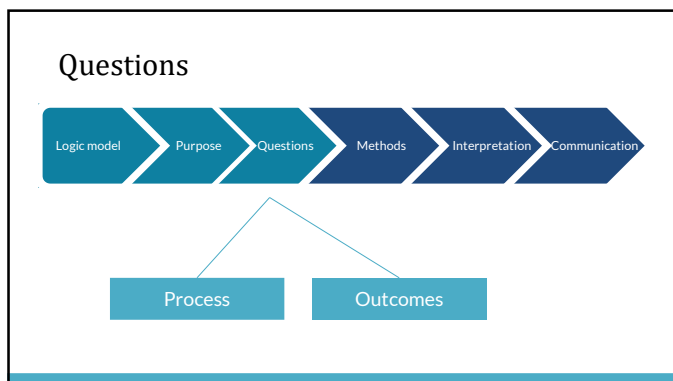 Questions
Logic model
Purpose
Questions
Methods
Interpretation
Communication
Process
Outcomes